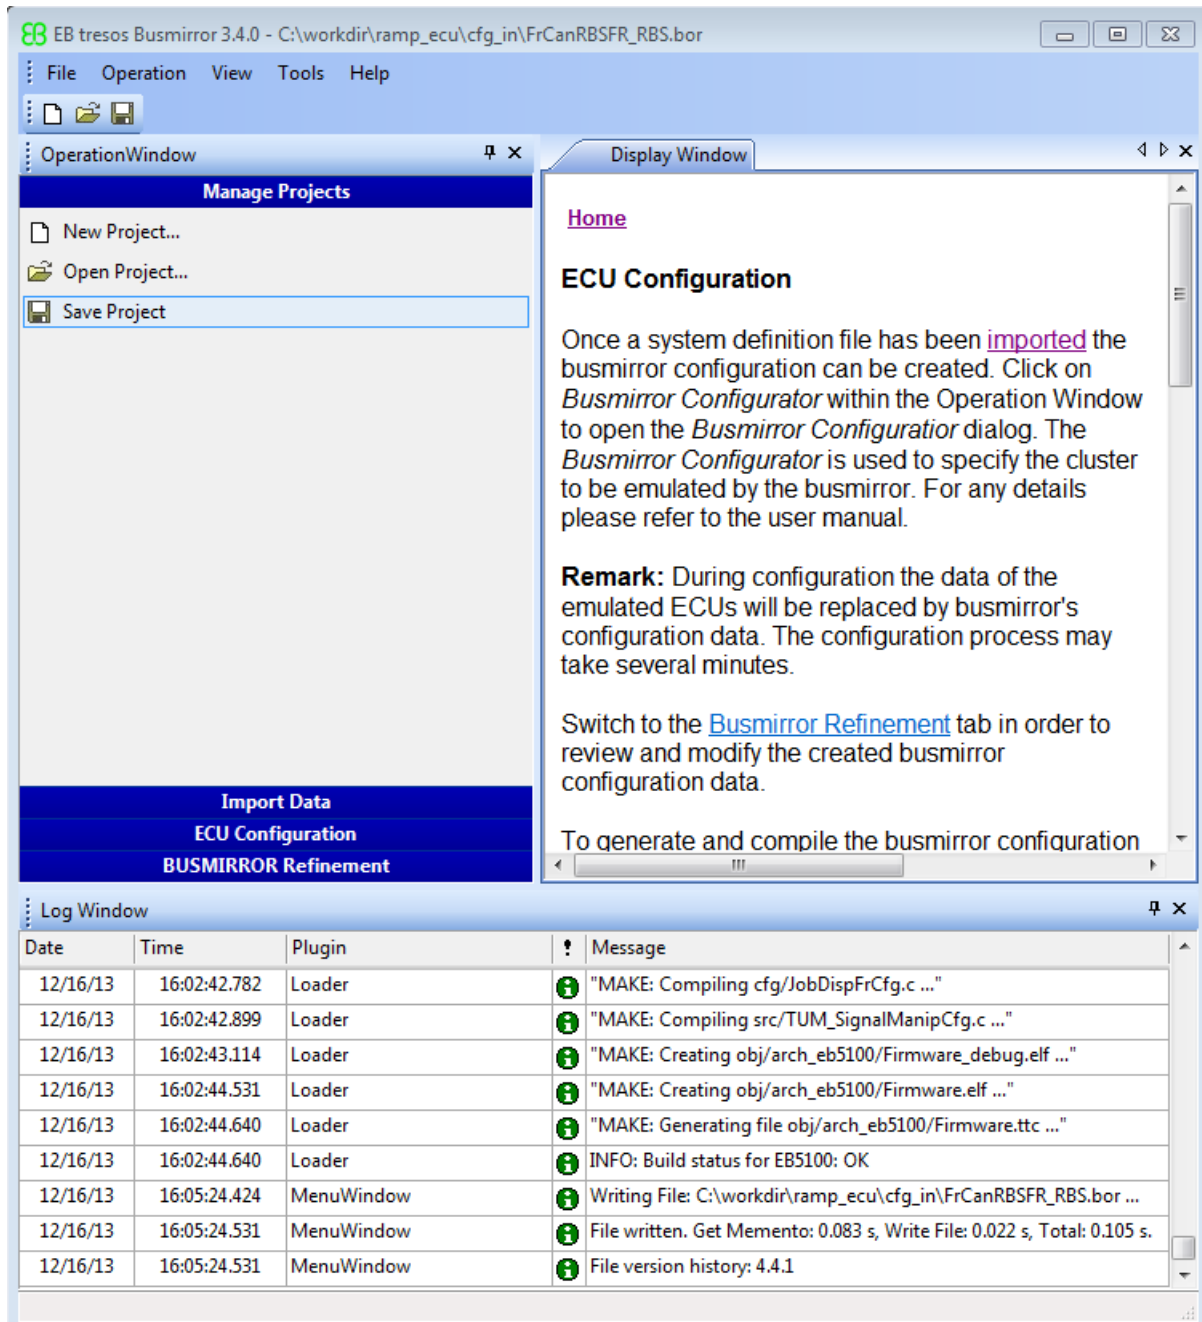 EB EB tresos Busmirror 3.4.0 - C:\workdir\ramp_ecu\cfg_in\FrCanRBSFR_RBS.bor
File Operation View Tools Help
OperationWindow
Manage Projects
New Project...
Open Project...
Save Project
Import Data
ECU Configuration
BUSMIRROR Refinement
Display Window
Home
ECU Configuration
Once a system definition file has been imported the
busmirror configuration can be created. Click on
Busmirror Configurator within the Operation Window
to open the Busmirror Configuratior dialog. The
Busmirror Configurator is used to specify the cluster
to be emulated by the busmirror. For any details
please refer to the user manual.
Remark: During configuration the data of the
emulated ECUs will be replaced by busmirror's
configuration data. The configuration process may
take several minutes.
Switch to the Busmirror Refinement tab in order to
review and modify the created busmirror
configuration data.
To generate and compile the busmirror configuration
Log Window
Date Time Plugin ! Message
12/16/13 16:02:42.782 Loader "MAKE: Compiling cfg/JobDispFrCfg.c ..."
12/16/13 16:02:42.899 Loader "MAKE: Compiling src/TUM_SignalManipCfg.c ..."
12/16/13 16:02:43.114 Loader "MAKE: Creating obj/arch_eb5100/Firmware_debug.elf ..."
12/16/13 16:02:44.531 Loader "MAKE: Creating obj/arch_eb5100/Firmware.elf ..."
12/16/13 16:02:44.640 Loader "MAKE: Generating file obj/arch_eb5100/Firmware.ttc ..."
12/16/13 16:02:44.640 Loader INFO: Build status for EB5100: OK
12/16/13 16:05:24.424 MenuWindow Writing File: C:\workdir\ramp_ecu\cfg_in\FrCanRBSFR_RBS.bor ...
12/16/13 16:05:24.531 MenuWindow File written. Get Memento: 0.083 s, Write File: 0.022 s, Total: 0.105 s.
12/16/13 16:05:24.531 MenuWindow File version history: 4.4.1